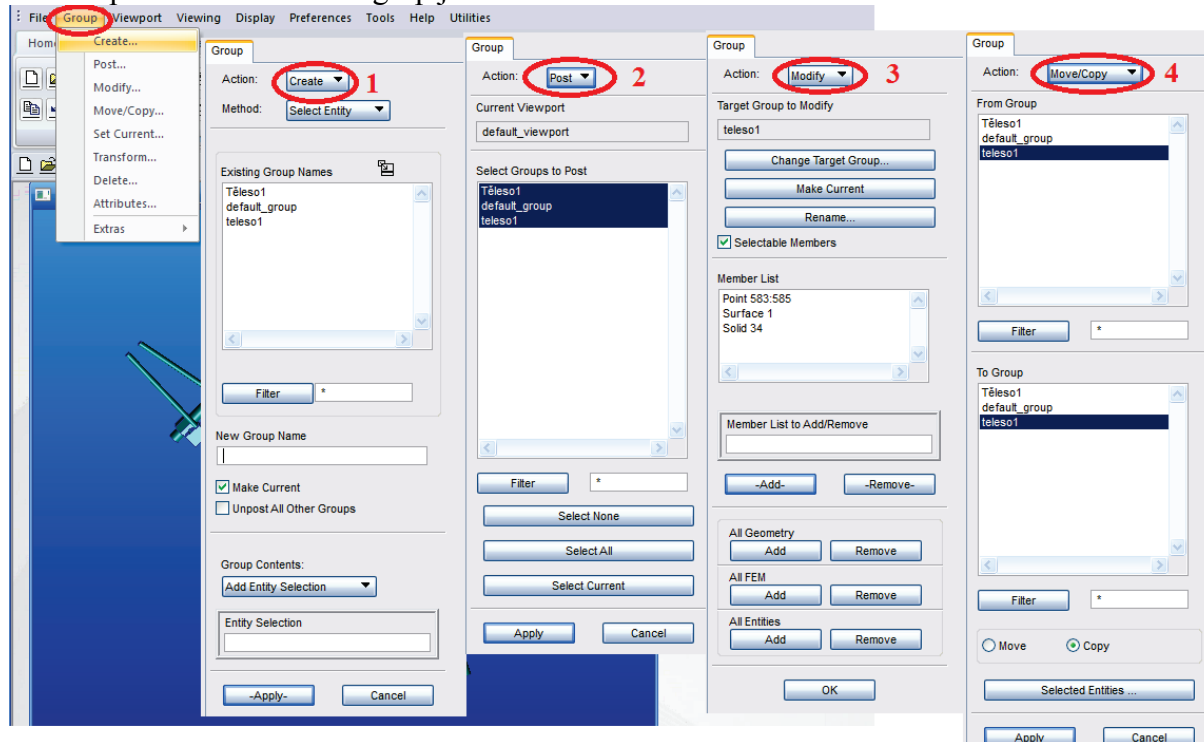 File Group Viewport Viewing Display Preferences Tools Help Utilities
Create...
Post...
Modify...
Move/Copy...
Set Current...
Transform...
Delete...
Attributes...
Extras
Group
Action: Create 1
Method: Select Entity
Existing Group Names
Těleso1
default_group
teleso1
Filter *
New Group Name
Make Current
Unpost All Other Groups
Group Contents:
Add Entity Selection
Entity Selection
-Apply- Cancel
Group
Action: Post 2
Current Viewport
default_viewport
Select Groups to Post
Těleso1
default_group
teleso1
Filter *
Select None
Select All
Select Current
Apply Cancel
Group
Action: Modify 3
Target Group to Modify
teleso1
Change Target Group...
Make Current
Rename...
Selectable Members
Member List
Point 583:585
Surface 1
Solid 34
Member List to Add/Remove
-Add- -Remove-
All Geometry
Add Remove
All FEM
Add Remove
All Entities
Add Remove
OK
Group
Action: Move/Copy 4
From Group
Těleso1
default_group
teleso1
Filter *
To Group
Těleso1
default_group
teleso1
Filter *
Move Copy
Selected Entities ...
Apply Cancel